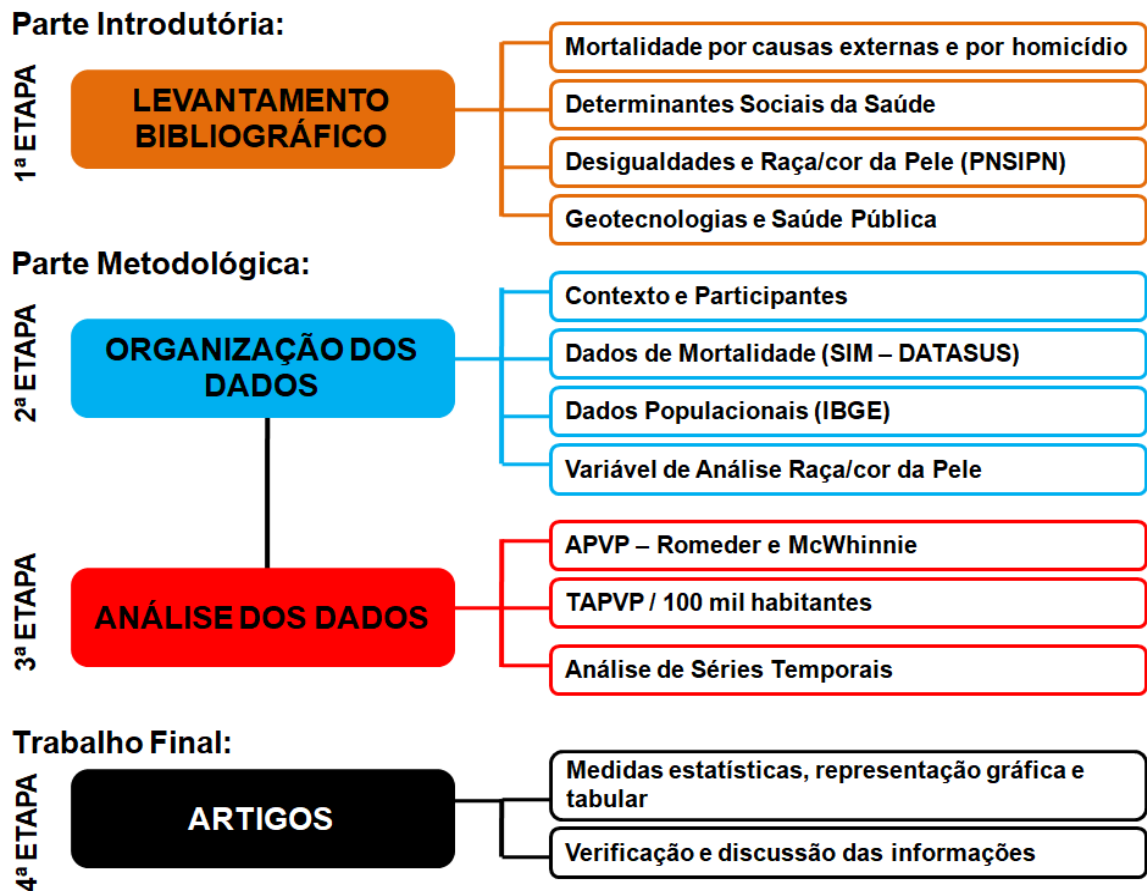 Parte Introdutória:
1ª ETAPA
LEVANTAMENTO
BIBLIOGRÁFICO
Mortalidade por causas externas e por homicídio
Determinantes Sociais da Saúde
Desigualdades e Raça/cor da Pele (PNSIPN)
Geotecnologias e Saúde Pública
Parte Metodológica:
2ª ETAPA
ORGANIZAÇÃO DOS
DADOS
Contexto e Participantes
Dados de Mortalidade (SIM – DATASUS)
Dados Populacionais (IBGE)
Variável de Análise Raça/cor da Pele
3ª ETAPA
ANÁLISE DOS DADOS
APVP – Romeder e McWhinnie
TAPVP / 100 mil habitantes
Análise de Séries Temporais
Trabalho Final:
4ª ETAPA
ARTIGOS
Medidas estatísticas, representação gráfica e
tabular
Verificação e discussão das informações